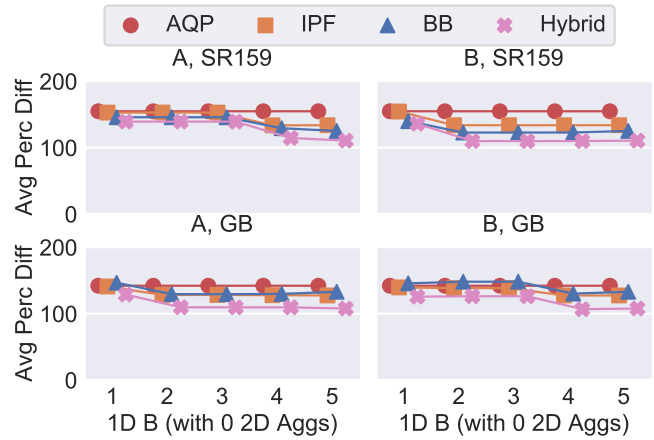 AQP IPF BB Hybrid
A, SR159 B, SR159
200
100
0
Avg Perc Diff
A, GB B, GB
200
100
0
Avg Perc Diff
1 2 3 4 5 1 2 3 4 5
1D B (with 0 2D Aggs) 1D B (with 0 2D Aggs)